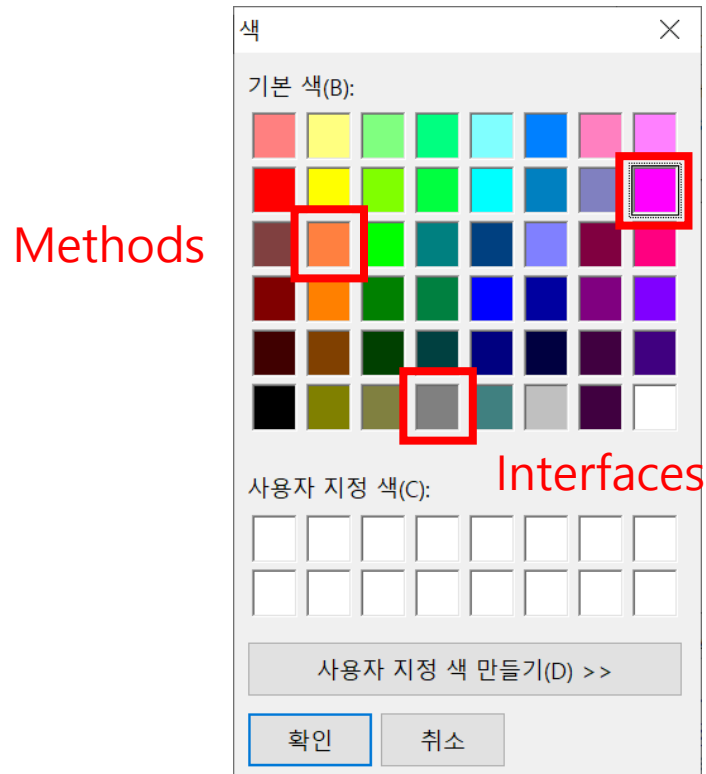 색
기본 색(B):
Methods
Interfaces
사용자 지정 색(C):
사용자 지정 색 만들기(D) >>
확인
취소